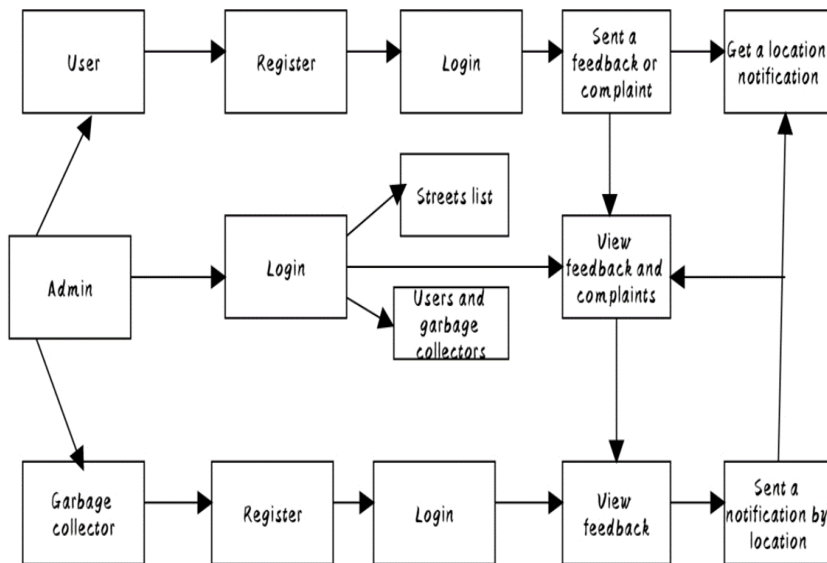 User
Register
Login
Sent a
feedback or
complaint
Get a location
notification
Streets list
Admin
Login
View
feedback and
complaints
Users and
garbage
collectors
Garbage
collector
Register
Login
View
feedback
Sent a
notification by
location